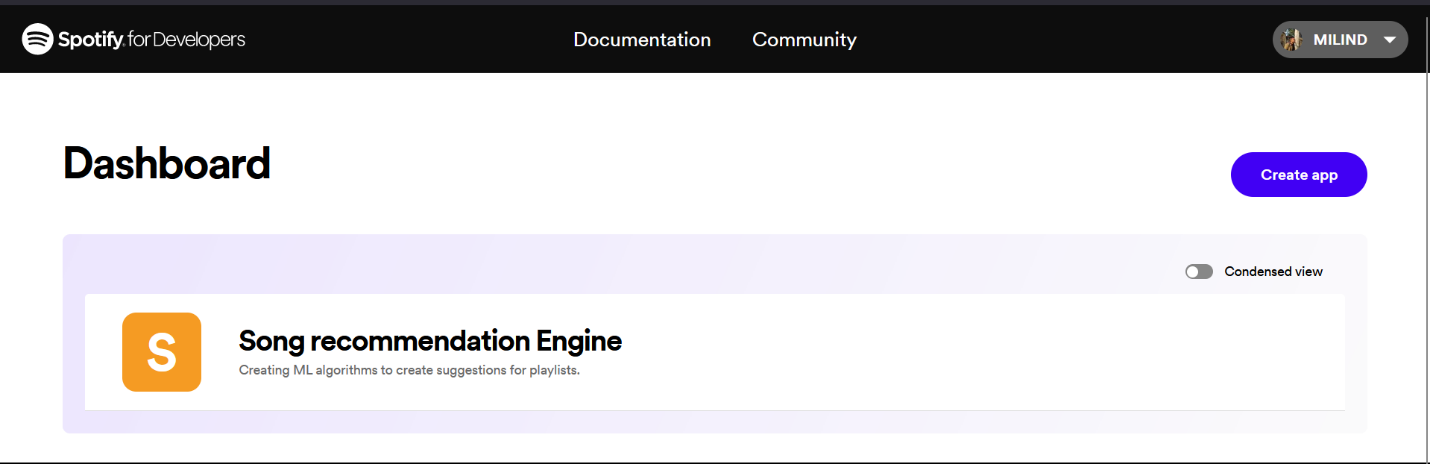 Spotify for Developers
Documentation
Community
MILIND
Dashboard
Create app
Condensed view
S
Song recommendation Engine
Creating ML algorithms to create suggestions for playlists.